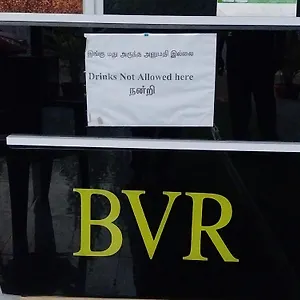 இங்கு மது அருந்த அனுமதி இல்லை
Drinks Not Allowed here
நன்றி
BVR